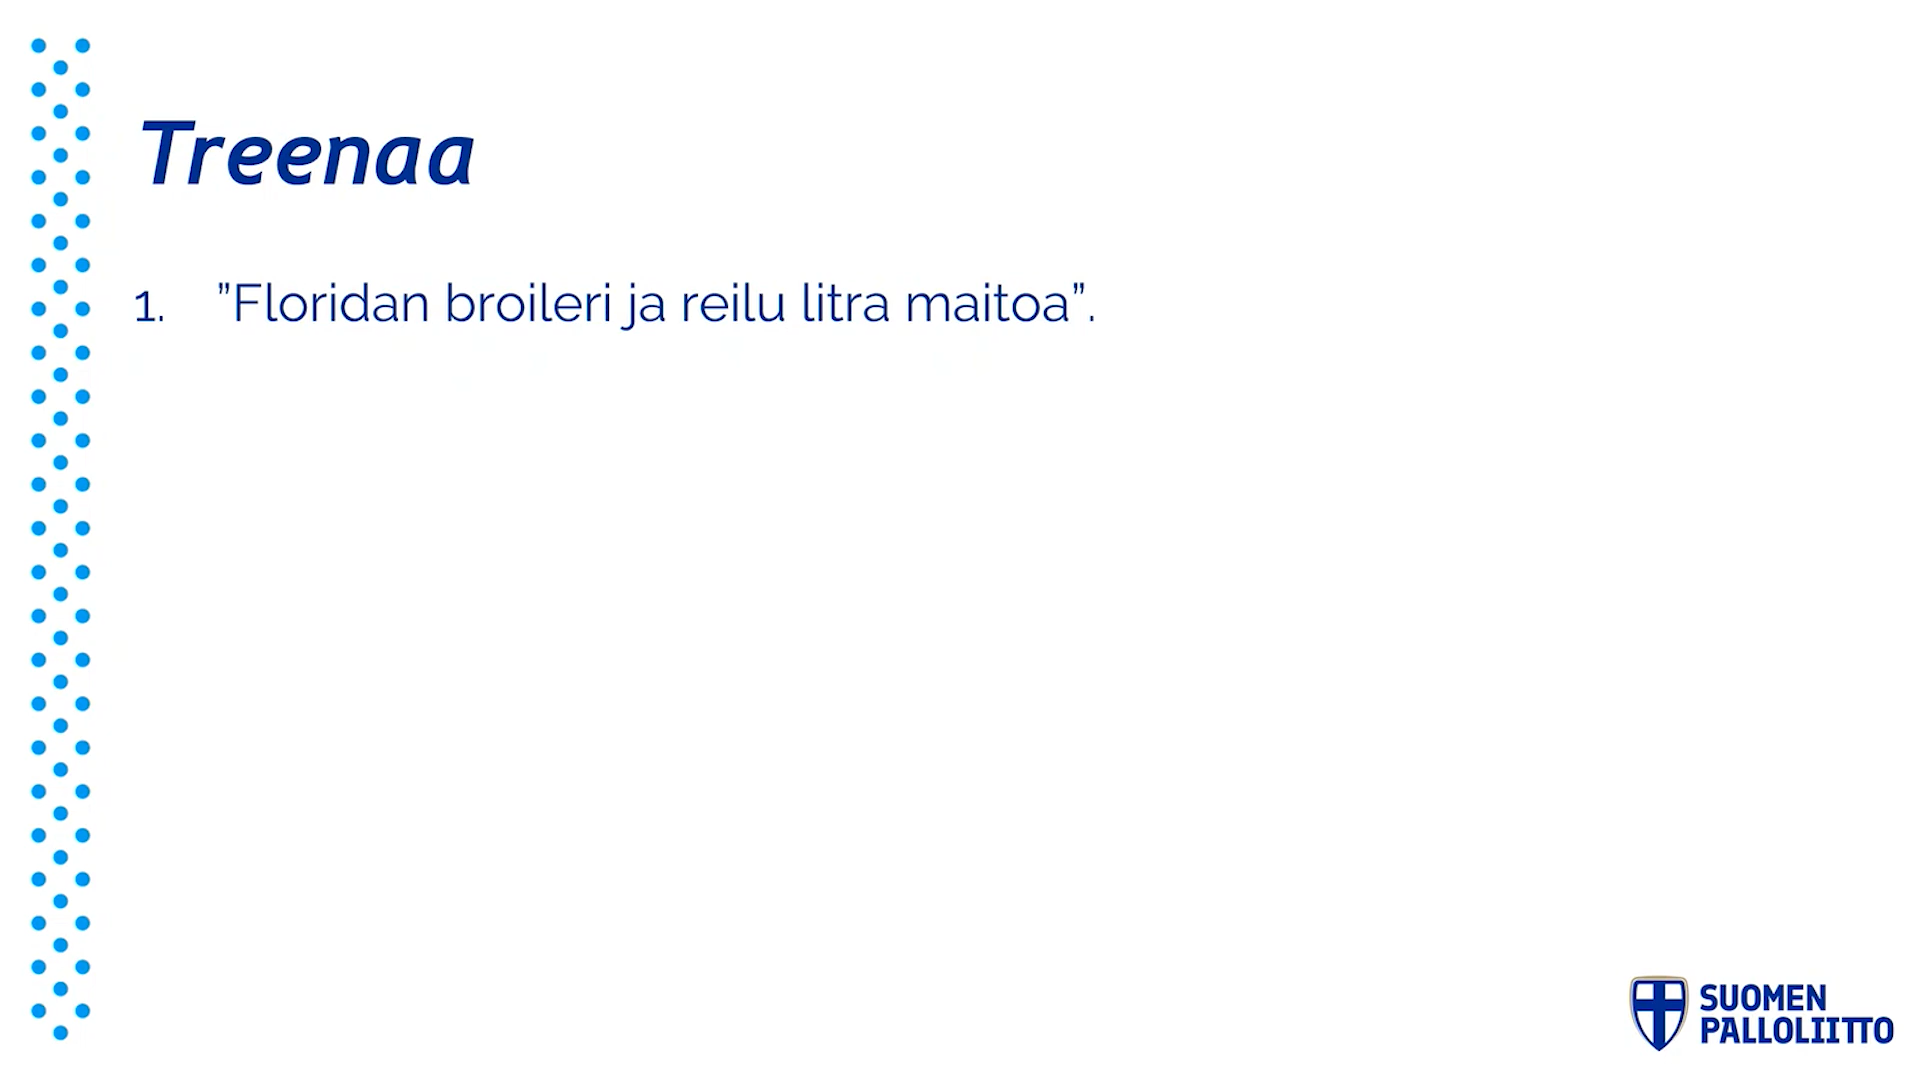 Treenaa
1. ”Floridan broileri ja reilu litra maitoa”.
SUOMEN
PALLOLIITTO